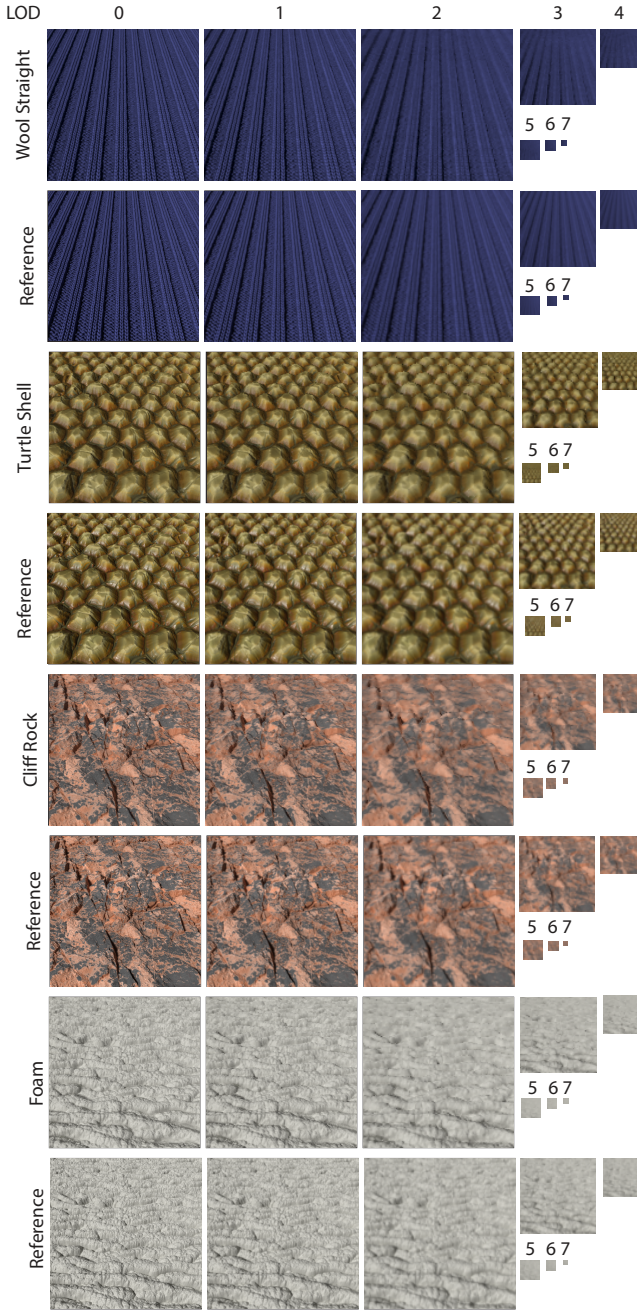 LOD 0 1 2 3 4
Wool Straight
5 6 7
Reference
5 6 7
Turtle Shell
5 6 7
Reference
5 6 7
Cliff Rock
5 6 7
Reference
5 6 7
Foam
5 6 7
Reference
5 6 7